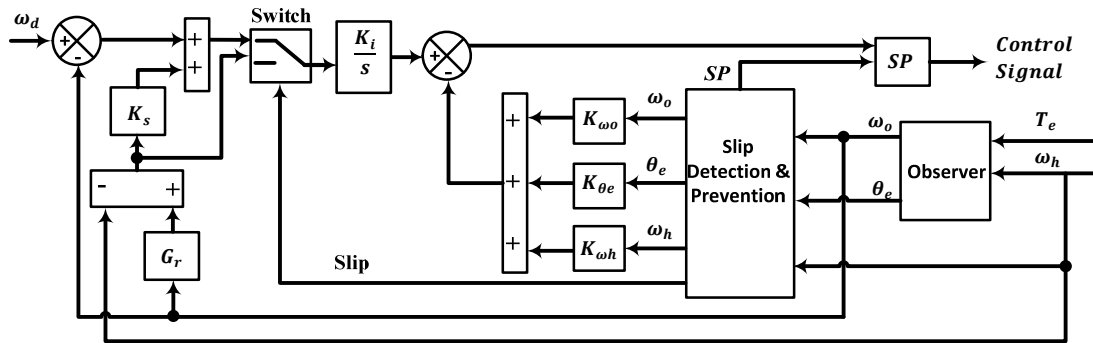 Switch
ω_d
+
-
+
+
K_s
-
+
G_r
K_i
s
+
-
SP
SP
Control
Signal
+
+
+
K_ωo
K_θe
K_ωh
ω_o
θ_e
ω_h
Slip
Detection &
Prevention
ω_o
θ_e
Observer
T_e
ω_h
Slip